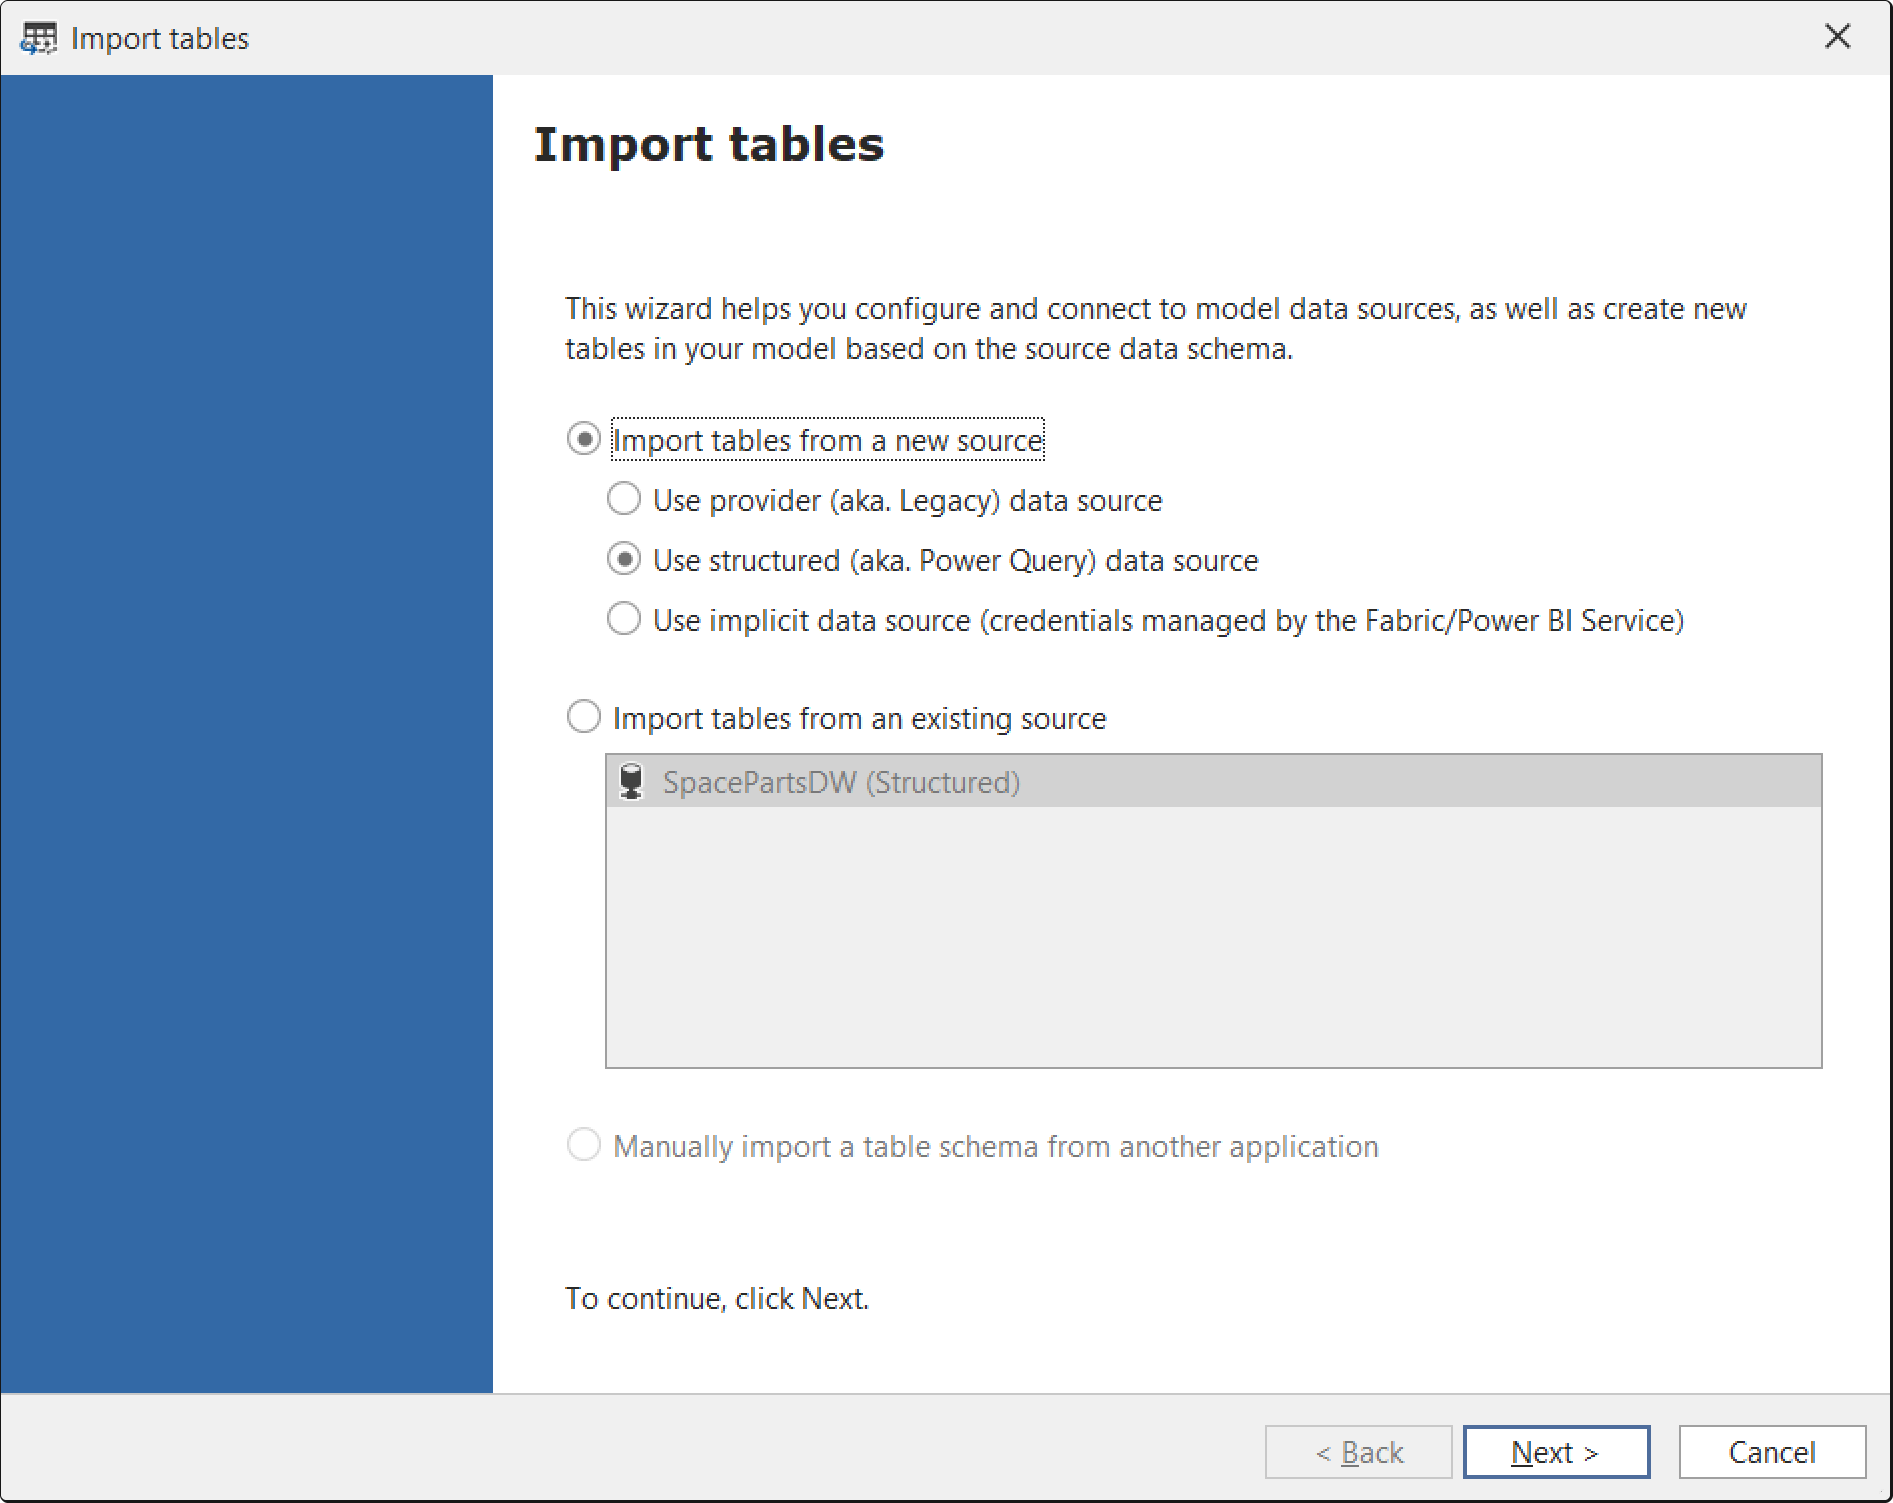 Import tables
Import tables
This wizard helps you configure and connect to model data sources, as well as create new
tables in your model based on the source data schema.
Import tables from a new source
Use provider (aka. Legacy) data source
Use structured (aka. Power Query) data source
Use implicit data source (credentials managed by the Fabric/Power BI Service)
Import tables from an existing source
SpacePartsDW (Structured)
Manually import a table schema from another application
To continue, click Next.
< Back Next > Cancel